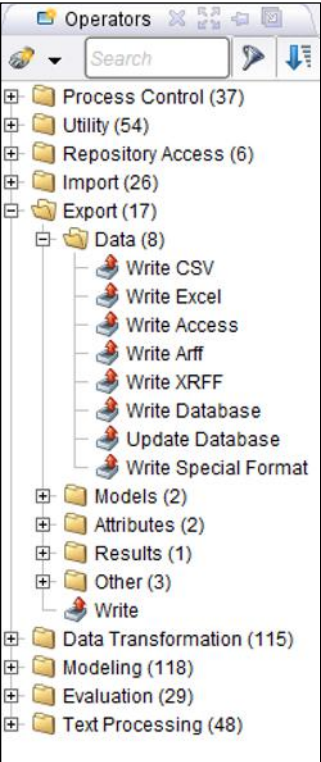 Operators
Search
Process Control (37)
Utility (54)
Repository Access (6)
Import (26)
Export (17)
Data (8)
Write CSV
Write Excel
Write Access
Write Arff
Write XRFF
Write Database
Update Database
Write Special Format
Models (2)
Attributes (2)
Results (1)
Other (3)
Write
Data Transformation (115)
Modeling (118)
Evaluation (29)
Text Processing (48)